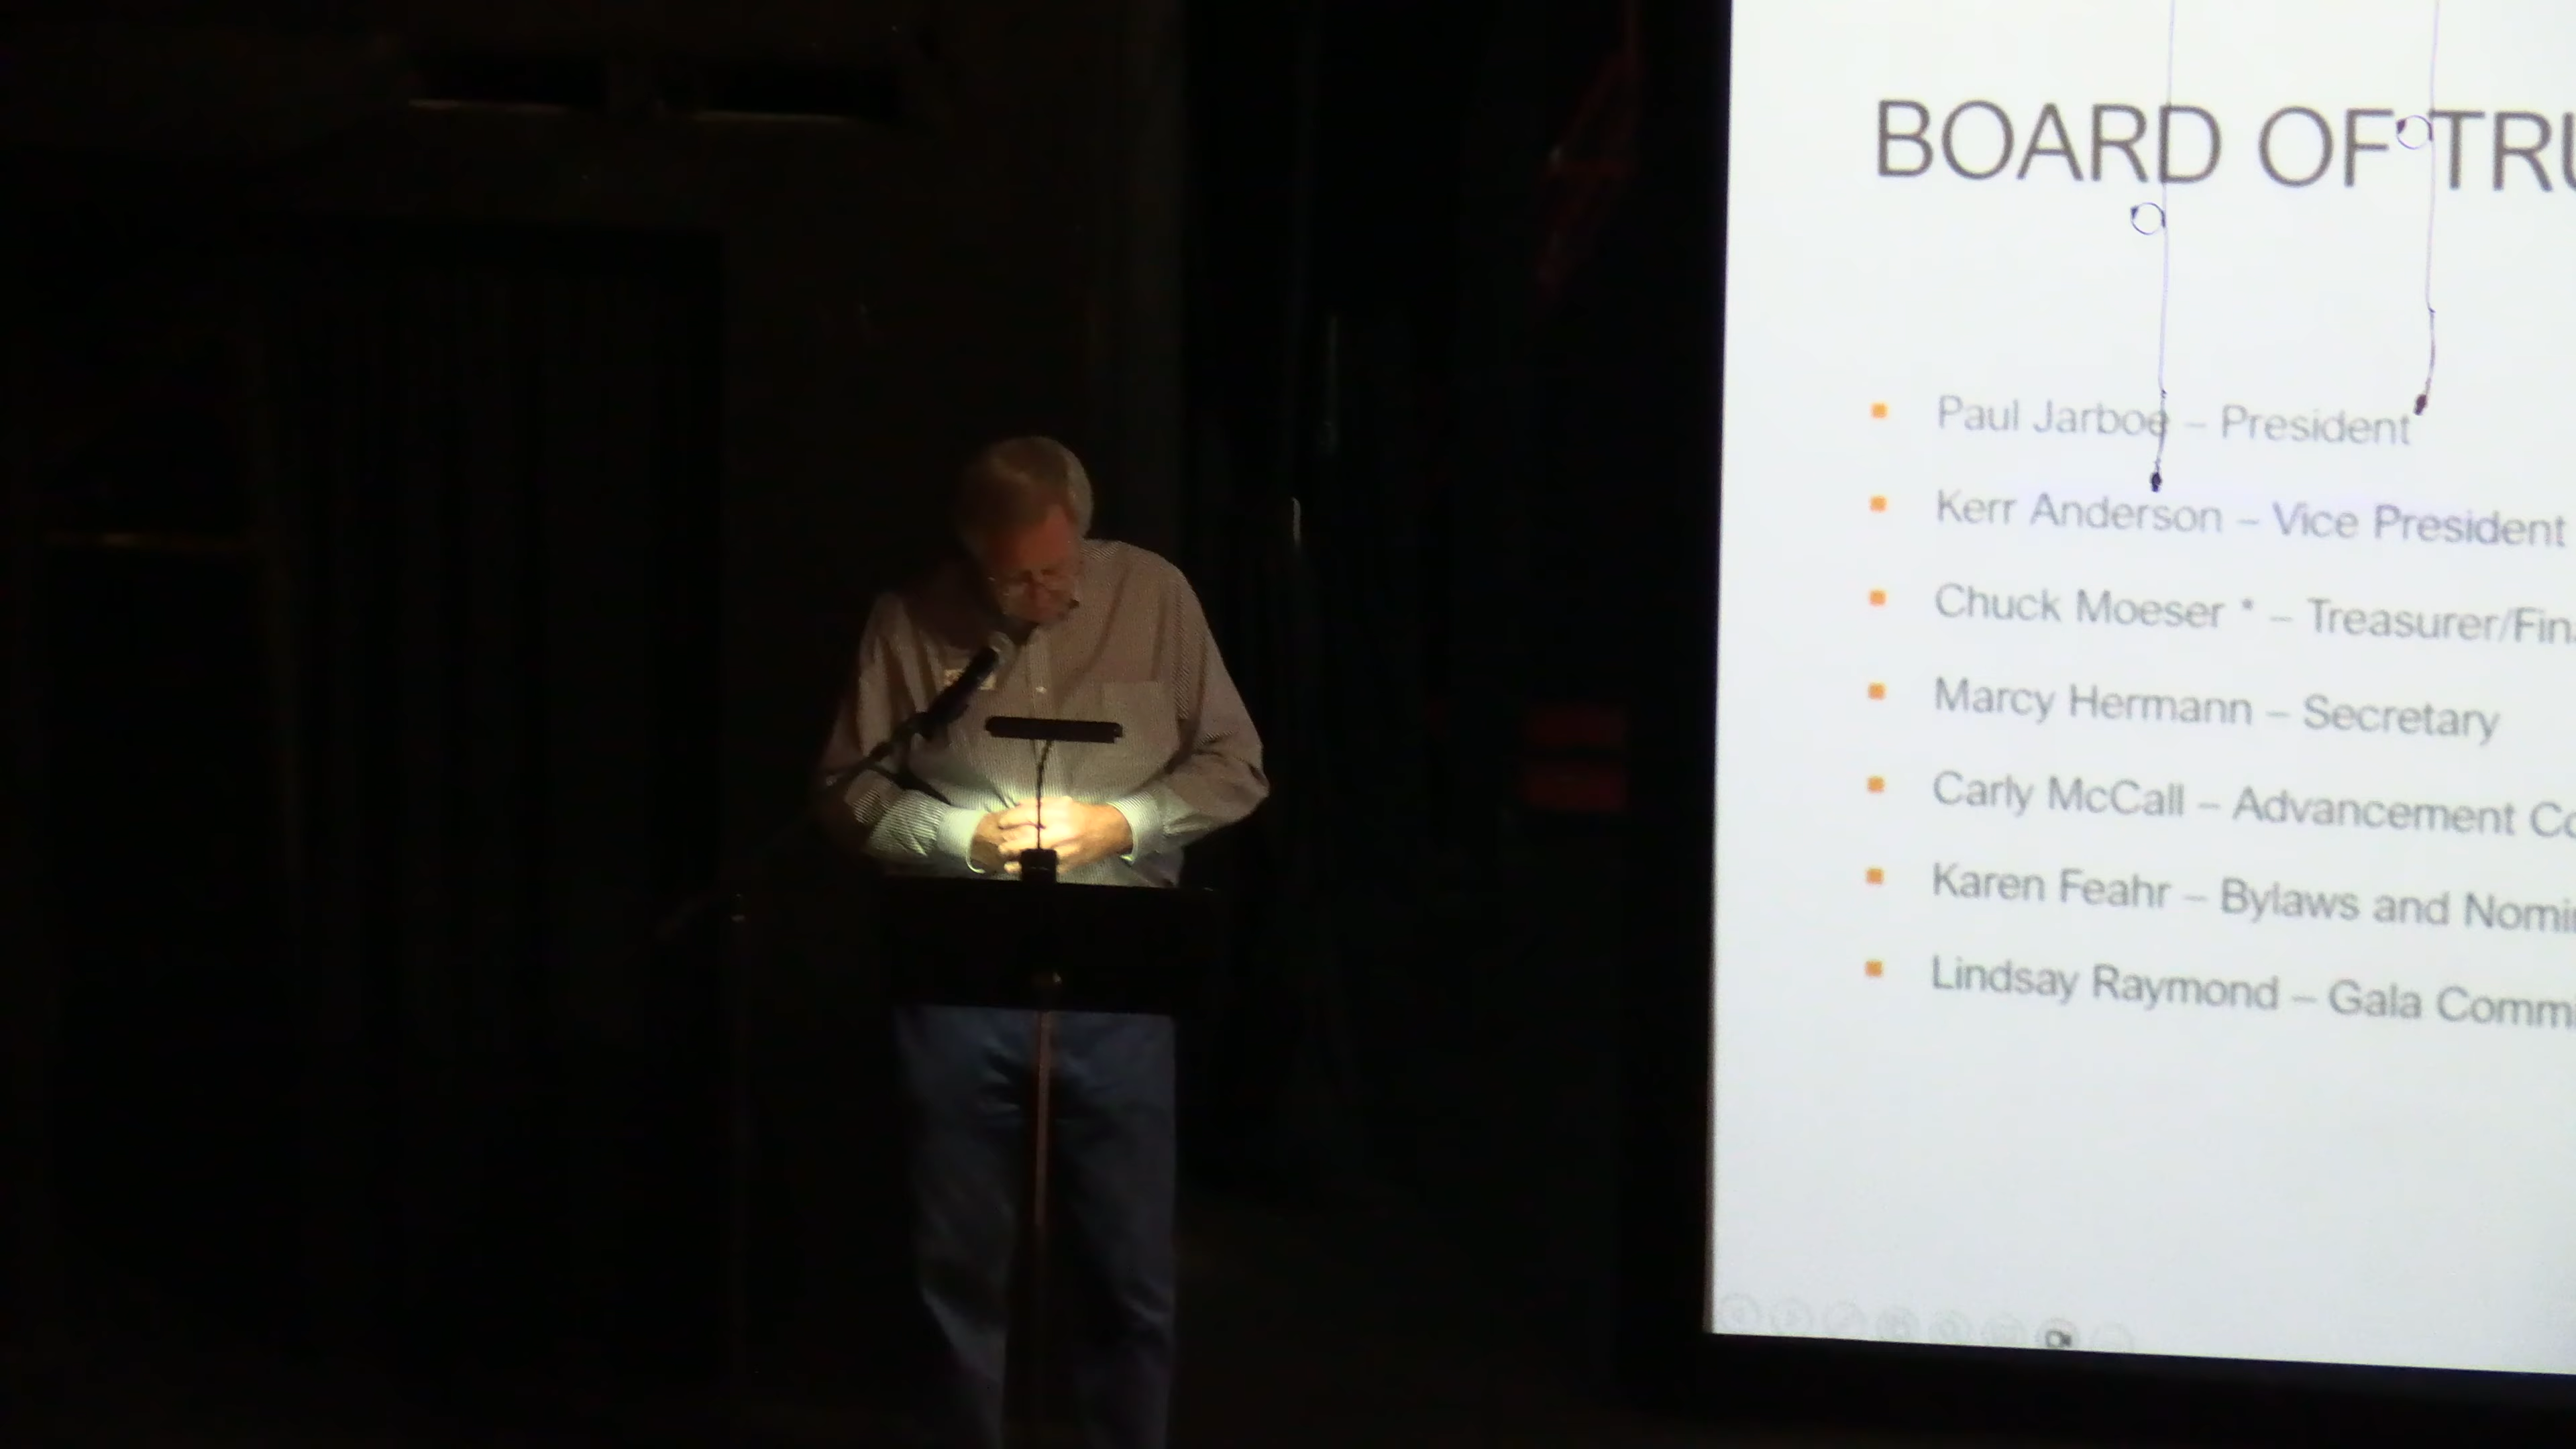 BOARD OF TRU
Paul Jarboe – President
Kerr Anderson – Vice President
Chuck Moeser * – Treasurer/Fin
Marcy Hermann – Secretary
Carly McCall – Advancement Co
Karen Feahr – Bylaws and Nomin
Lindsay Raymond – Gala Comm